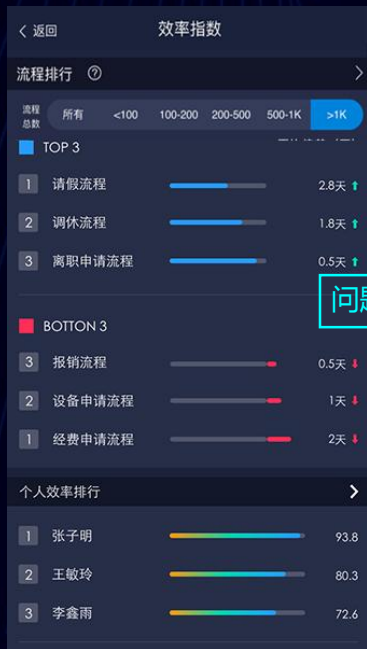 返回 效率指数
流程排行 ?
流程总数 所有 <100 100-200 200-500 500-1K >1K
TOP 3
1 请假流程 2.8天
2 调休流程 1.8天
3 离职申请流程 0.5天
问题
BOTTON 3
3 报销流程 0.5天
2 设备申请流程 1天
1 经费申请流程 2天
个人效率排行
1 张子明 93.8
2 王敏玲 80.3
3 李鑫雨 72.6